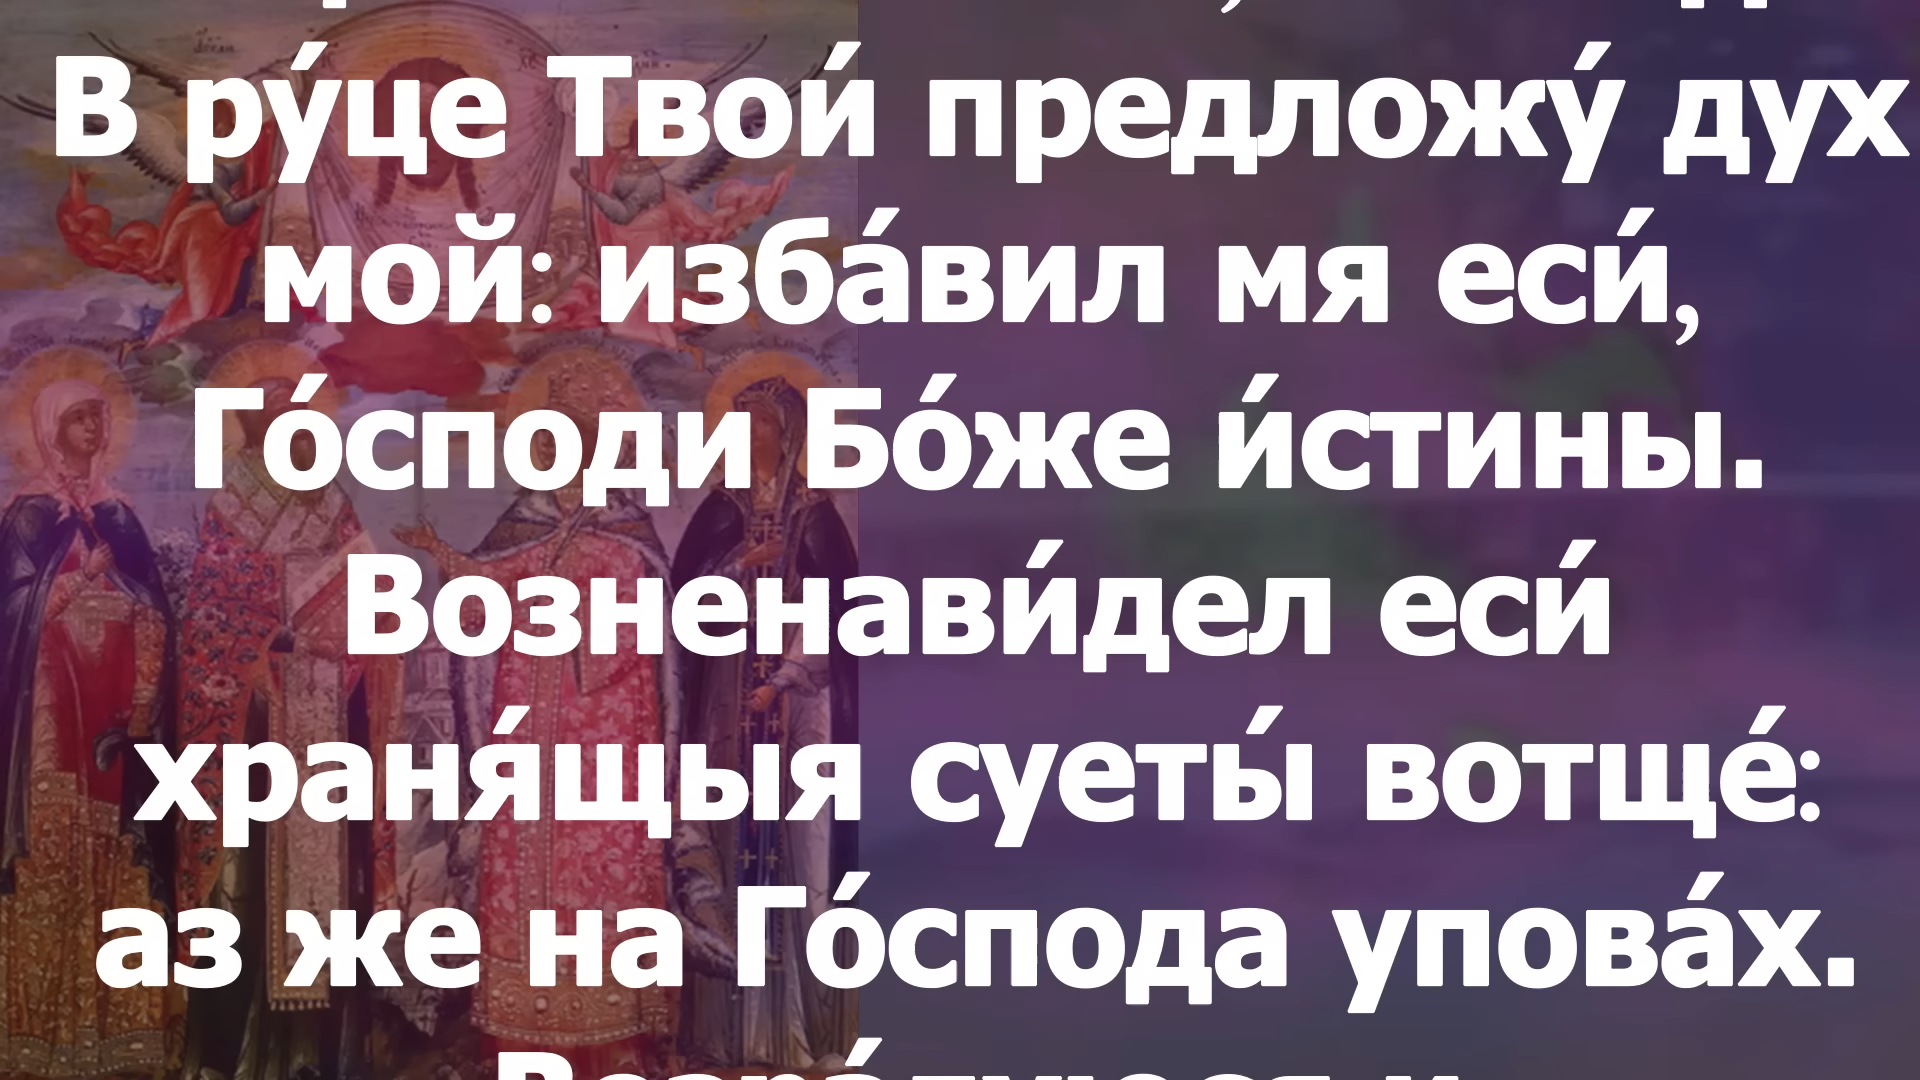 В ру́це Твои́ предложу́ дух
мой: изба́вил мя еси́,
Го́споди Бо́же и́стины.
Возненави́дел еси́
храня́щыя суеты́ вотще́:
аз же на Го́спода упова́х.